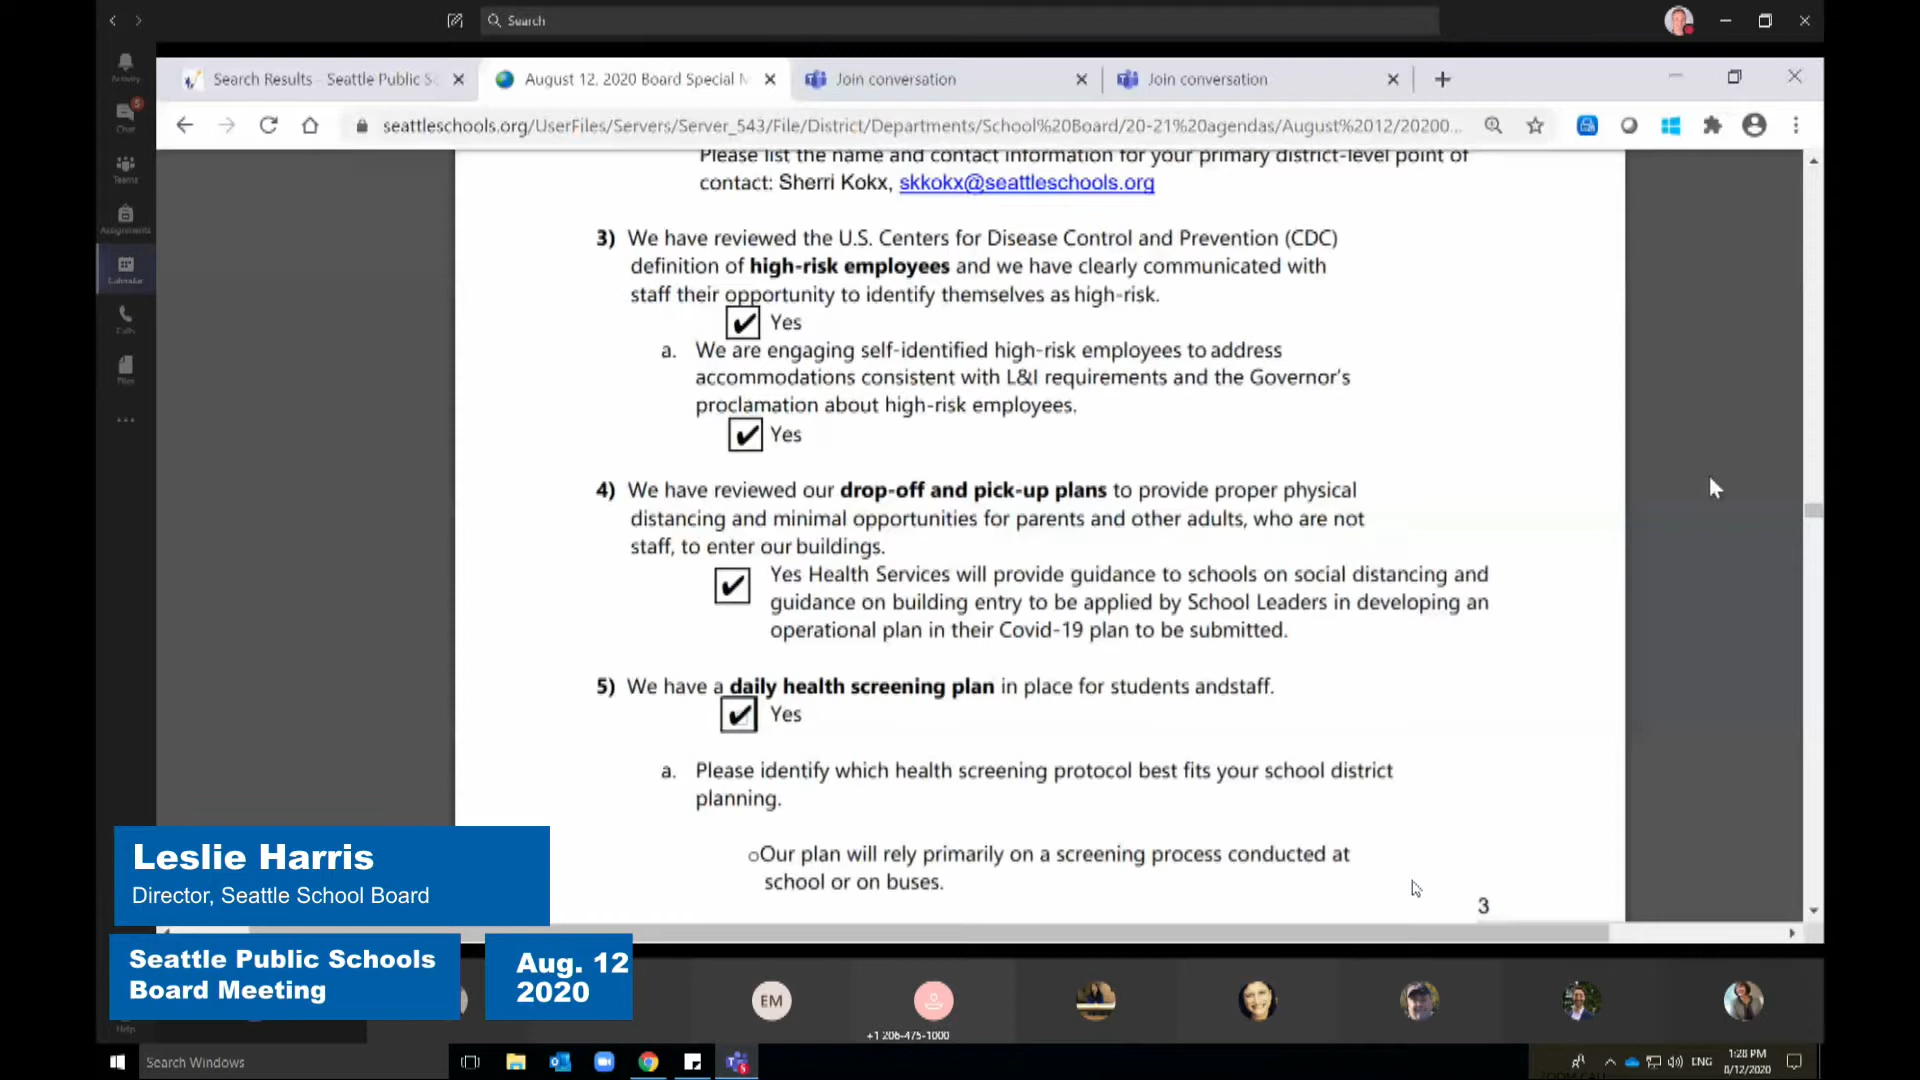 Search
Search Results - Seattle Public Sc
August 12, 2020 Board Special M
Join conversation
Join conversation
seattleschools.org/UserFiles/Servers/Server_543/File/District/Departments/School%20Board/20-21%20agendas/August%2012/20200...
Activity
5
Chat
Teams
Assignments
Calendar
Calls
Files
Please list the name and contact information for your primary district-level point of
contact: Sherri Kokx, skkokx@seattleschools.org
3) We have reviewed the U.S. Centers for Disease Control and Prevention (CDC)
definition of high-risk employees and we have clearly communicated with
staff their opportunity to identify themselves as high-risk.
Yes
a. We are engaging self-identified high-risk employees to address
accommodations consistent with L&I requirements and the Governor's
proclamation about high-risk employees.
Yes
4) We have reviewed our drop-off and pick-up plans to provide proper physical
distancing and minimal opportunities for parents and other adults, who are not
staff, to enter our buildings.
Yes Health Services will provide guidance to schools on social distancing and
guidance on building entry to be applied by School Leaders in developing an
operational plan in their Covid-19 plan to be submitted.
5) We have a daily health screening plan in place for students andstaff.
Yes
a. Please identify which health screening protocol best fits your school district
planning.
oOur plan will rely primarily on a screening process conducted at
school or on buses.
3
Leslie Harris
Director, Seattle School Board
Seattle Public Schools
Board Meeting
Aug. 12
2020
EM
+1 206-475-1000
Help
Search Windows
ENG
1:28 PM
8/12/2020